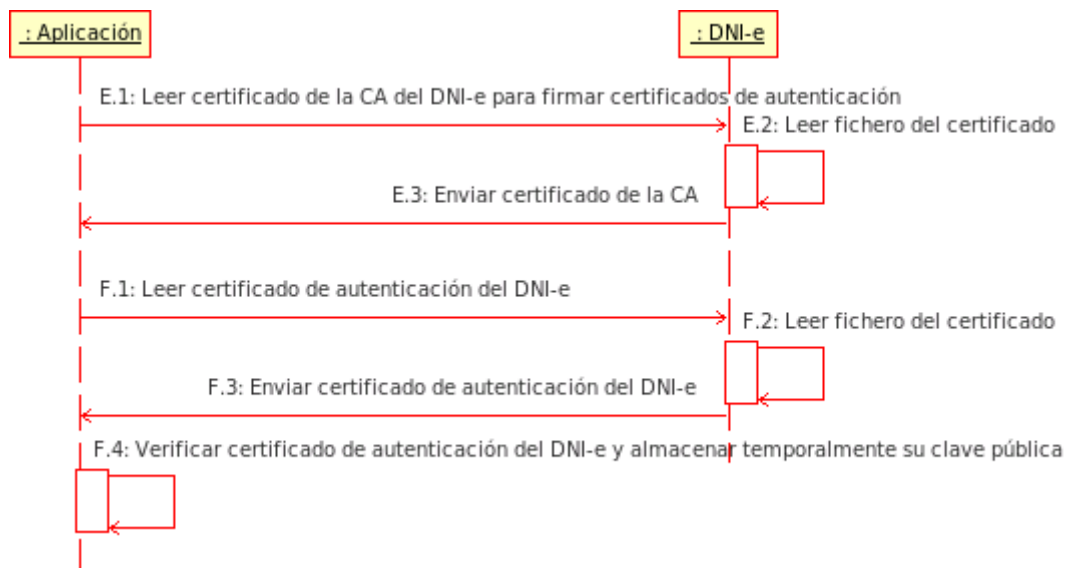 : Aplicación
: DNI-e
E.1: Leer certificado de la CA del DNI-e para firmar certificados de autenticación
E.2: Leer fichero del certificado
E.3: Enviar certificado de la CA
F.1: Leer certificado de autenticación del DNI-e
F.2: Leer fichero del certificado
F.3: Enviar certificado de autenticación del DNI-e
F.4: Verificar certificado de autenticación del DNI-e y almacenar temporalmente su clave pública